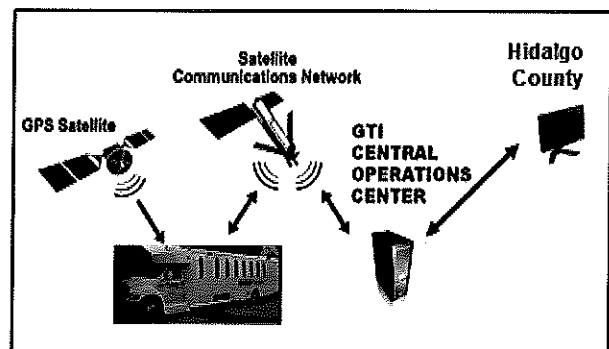 Satellite
Communications Network
Hidalgo
County
GPS Satellite
GTI
CENTRAL
OPERATIONS
CENTER